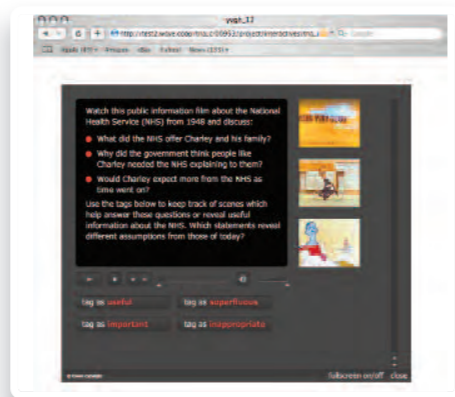 Watch this public information film about the National
Health Service (NHS) from 1948 and discuss:
What did the NHS offer Charley and his family?
Why did the government think people like
Charley needed the NHS explaining to them?
Would Charley expect more from the NHS as
time went on?
Use the tags below to keep track of scenes which
help answer these questions or reveal useful
information about the NHS. Which statements reveal
different assumptions from those of today?
tag as useful
tag as superfluous
tag as important
tag as inappropriate
fullscreen on/off close